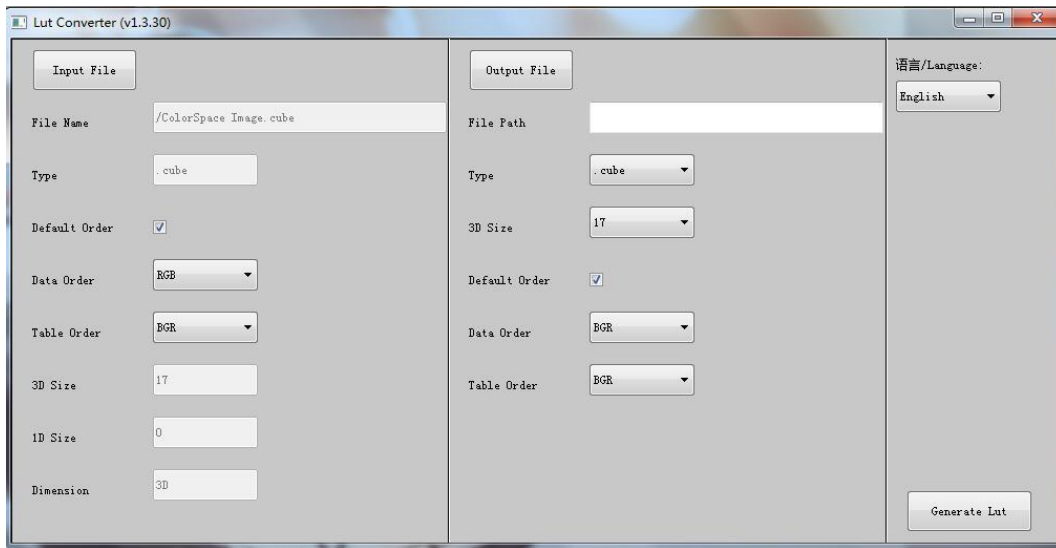 Lut Converter (v1.3.30)
Input File
File Name
/ColorSpace Image.cube
Type
.cube
Default Order
Data Order
RGB
Table Order
BGR
3D Size
17
1D Size
0
Dimension
3D
Output File
File Path
Type
.cube
3D Size
17
Default Order
Data Order
BGR
Table Order
BGR
语言/Language:
English
Generate Lut